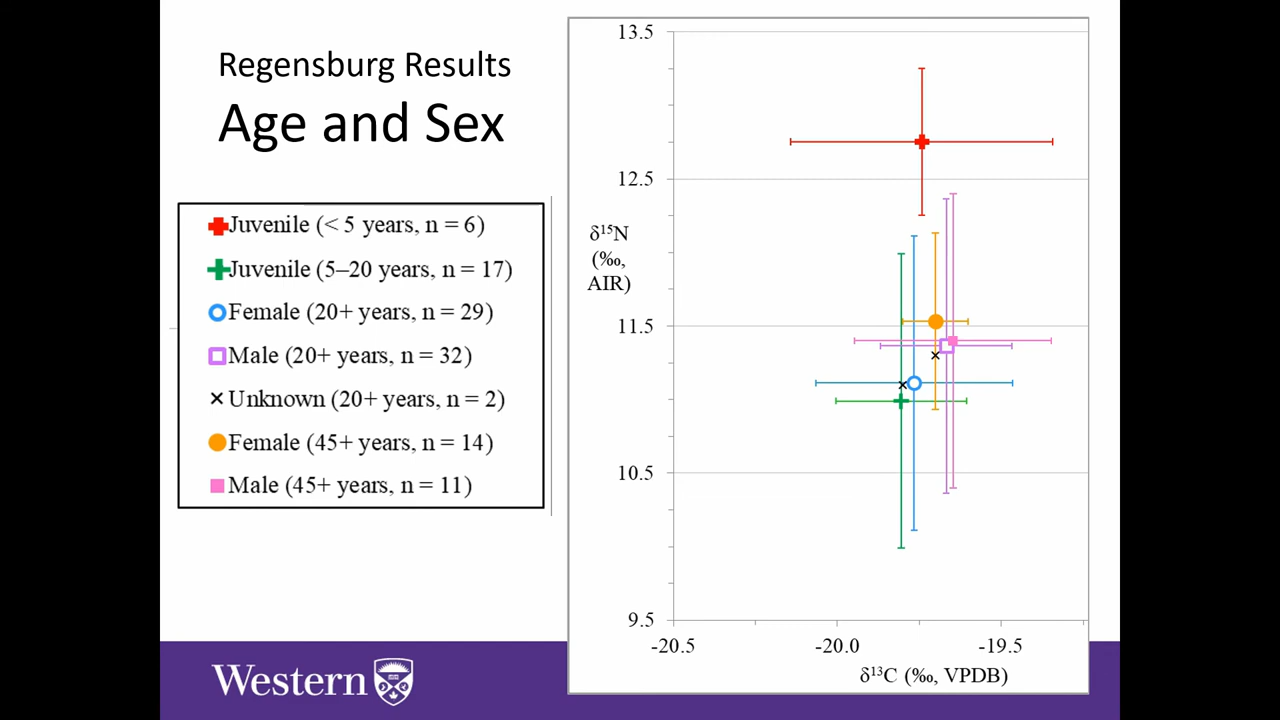 Regensburg Results
Age and Sex
Juvenile (< 5 years, n = 6)
Juvenile (5–20 years, n = 17)
Female (20+ years, n = 29)
Male (20+ years, n = 32)
Unknown (20+ years, n = 2)
Female (45+ years, n = 14)
Male (45+ years, n = 11)
13.5
12.5
δ¹⁵N
(‰,
AIR)
11.5
10.5
9.5
-20.5
-20.0
-19.5
δ¹³C (‰, VPDB)
Western